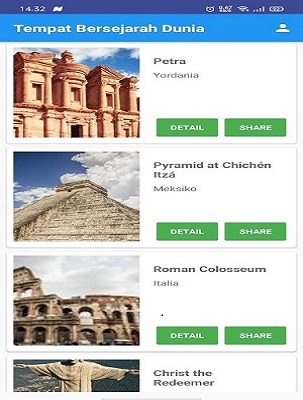 14.32
Tempat Bersejarah Dunia
Petra
Yordania
DETAIL SHARE
Pyramid at Chichén
Itzá
Meksiko
DETAIL SHARE
Roman Colosseum
Italia
DETAIL SHARE
Christ the
Redeemer